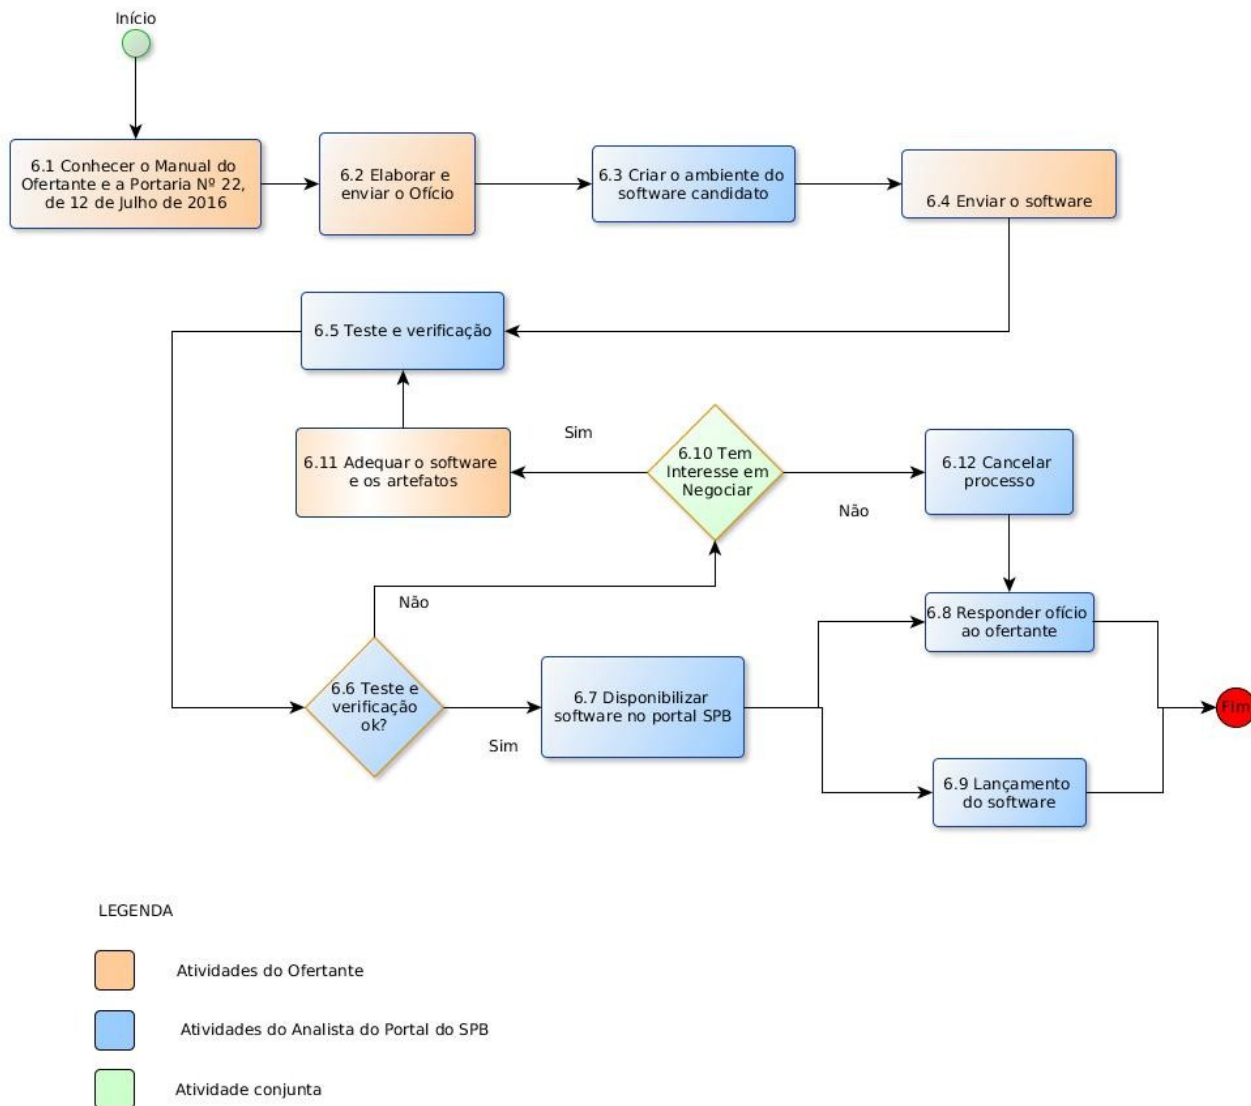 Início
6.1 Conhecer o Manual do
Ofertante e a Portaria Nº 22,
de 12 de Julho de 2016
6.2 Elaborar e
enviar o Ofício
6.3 Criar o ambiente do
software candidato
6.4 Enviar o software
6.5 Teste e verificação
6.11 Adequar o software
e os artefatos
Sim
6.10 Tem
Interesse em
Negociar
Não
6.12 Cancelar
processo
Não
6.6 Teste e
verificação
ok?
Sim
6.7 Disponibilizar
software no portal SPB
6.8 Responder ofício
ao ofertante
6.9 Lançamento
do software
Fim
LEGENDA
Atividades do Ofertante
Atividades do Analista do Portal do SPB
Atividade conjunta